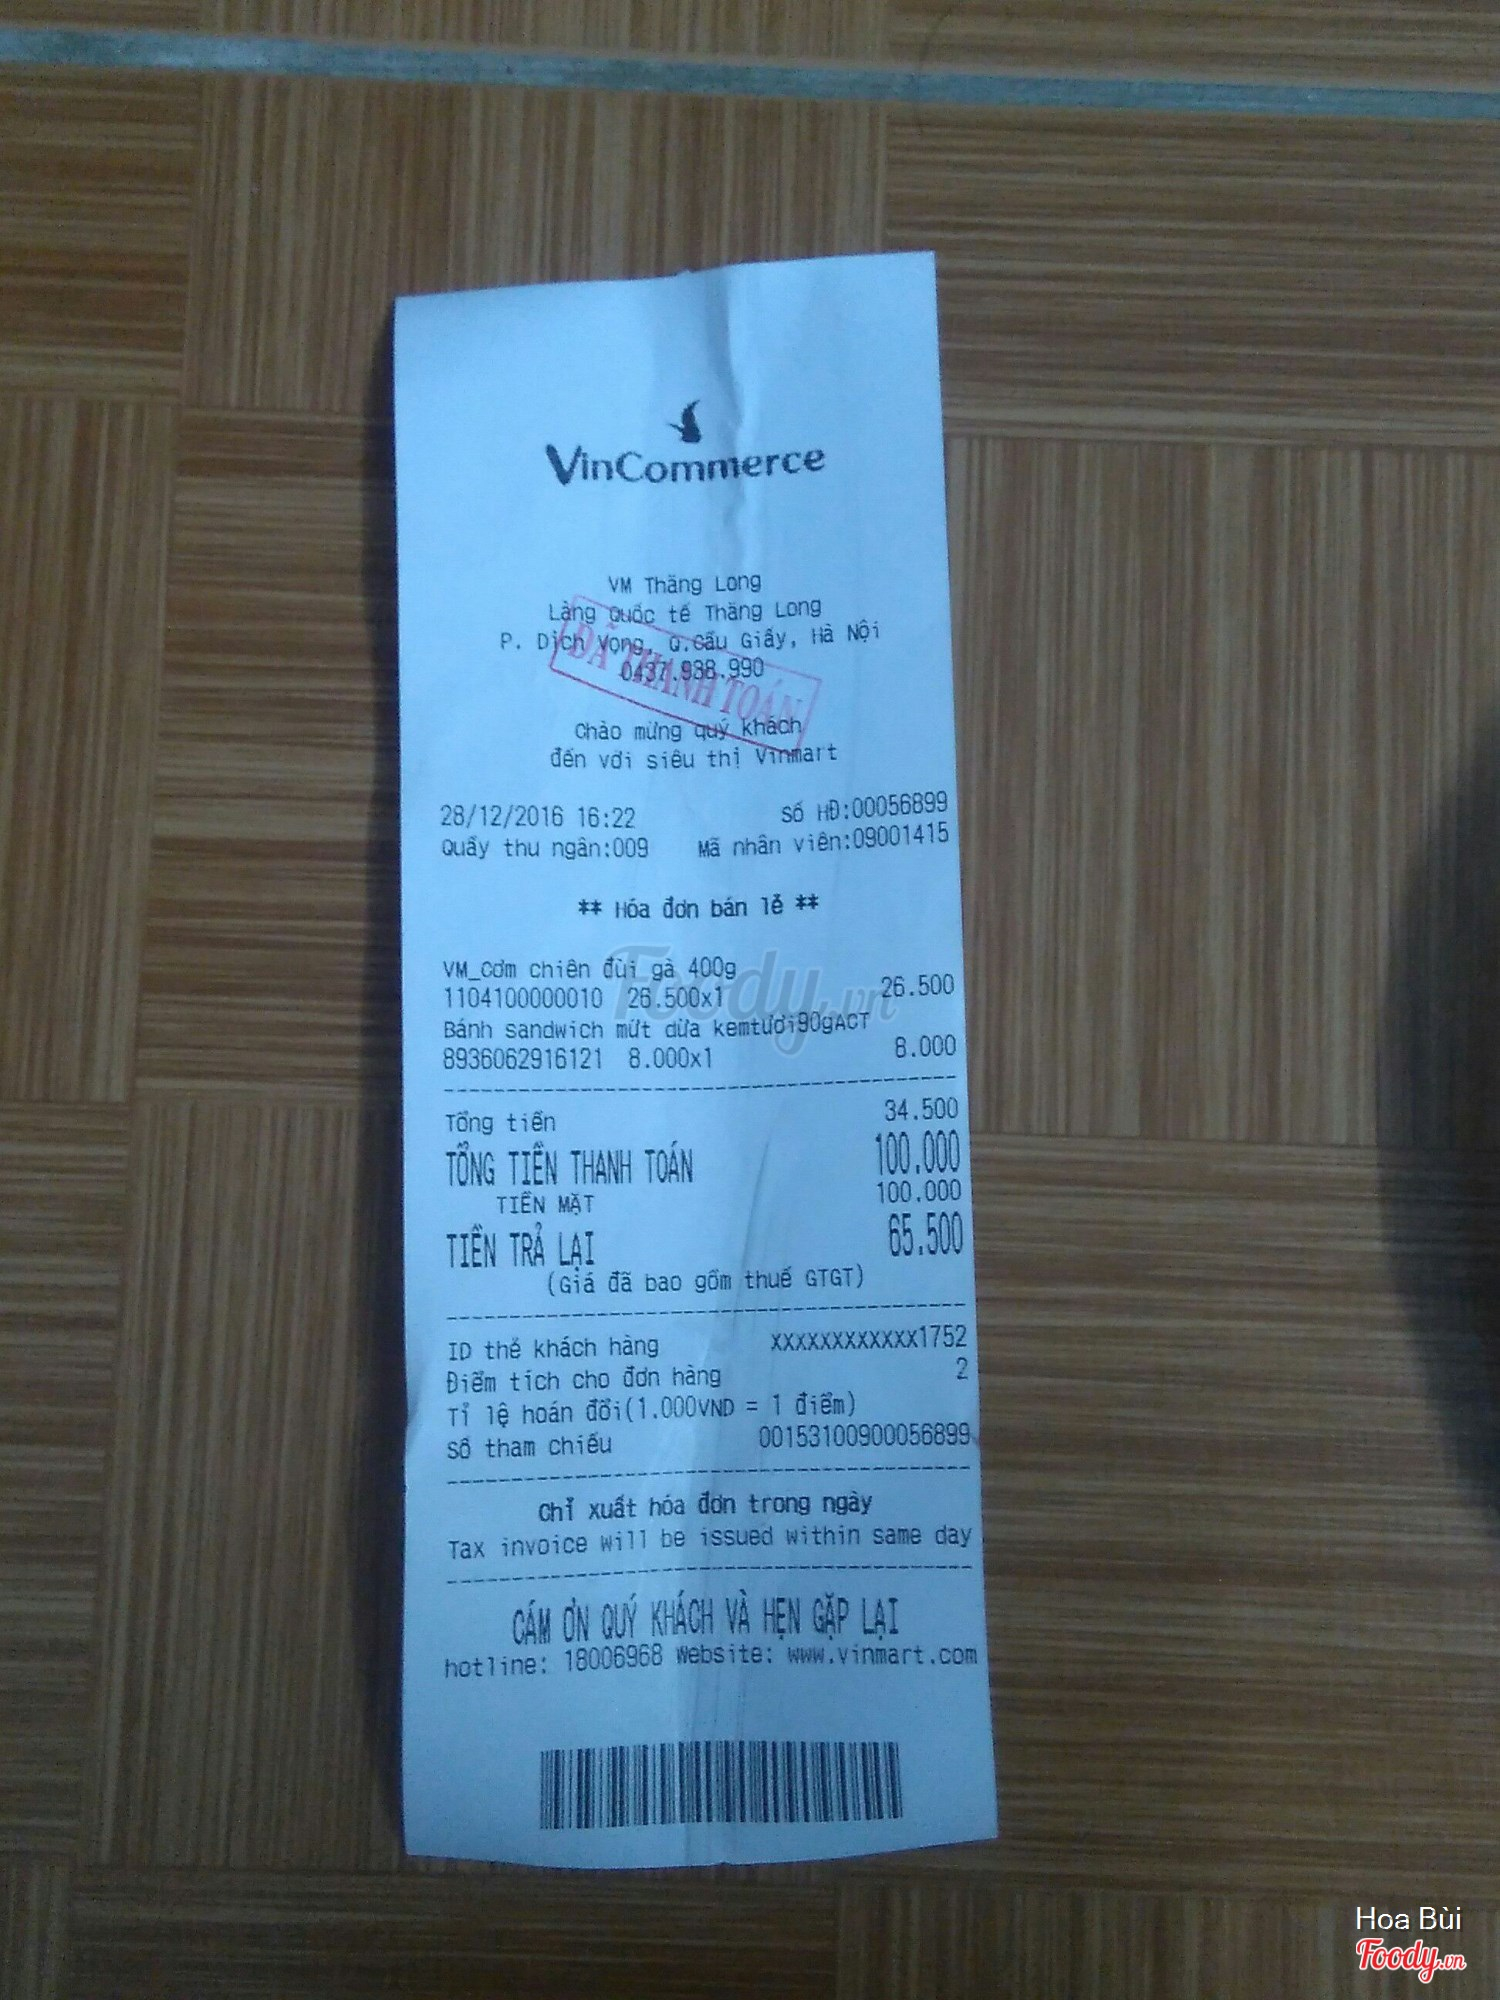 VinCommerce
VM Thăng Long
Làng Quốc tế Thăng Long
P. Dịch Vọng, Q.Cầu Giấy, Hà Nội
0437.938.990
ĐÃ THANH TOÁN
Chào mừng quý khách
đến với siêu thị Vinmart
28/12/2016 16:22 Số HĐ:00056899
Quầy thu ngân:009 Mã nhân viên:09001415
** Hóa đơn bán lẻ **
VM_Cơm chiên đùi gà 400g
1104100000010 26.500x1 26.500
Bánh sandwich mứt dừa kemtươi90gACT
8936062916121 8.000x1 8.000
Tổng tiền 34.500
TỔNG TIỀN THANH TOÁN 100.000
TIỀN MẶT 100.000
TIỀN TRẢ LẠI 65.500
(Giá đã bao gồm thuế GTGT)
ID thẻ khách hàng XXXXXXXXXXXX1752
Điểm tích cho đơn hàng 2
Tỉ lệ hoán đổi(1.000VND = 1 điểm)
Số tham chiếu 00153100900056899
Chỉ xuất hóa đơn trong ngày
Tax invoice will be issued within same day
CÁM ƠN QUÝ KHÁCH VÀ HẸN GẶP LẠI
hotline: 18006968 Website: www.vinmart.com
Foody.vn
Hoa Bùi
Foody.vn